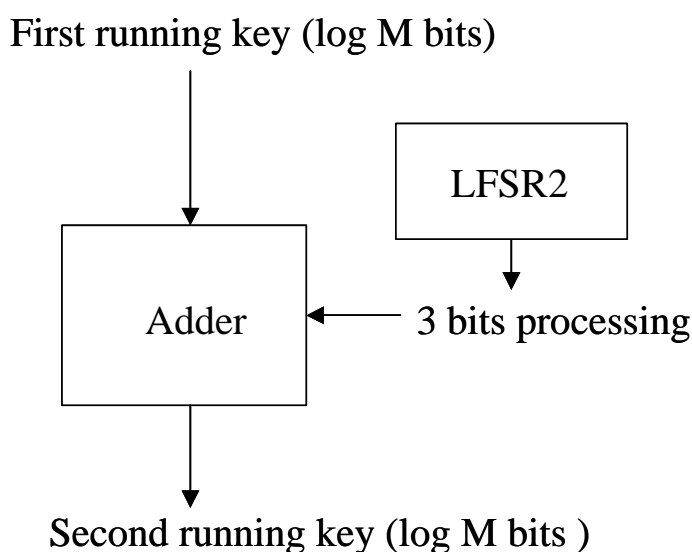 First running key (log M bits)
LFSR2
Adder
3 bits processing
Second running key (log M bits )